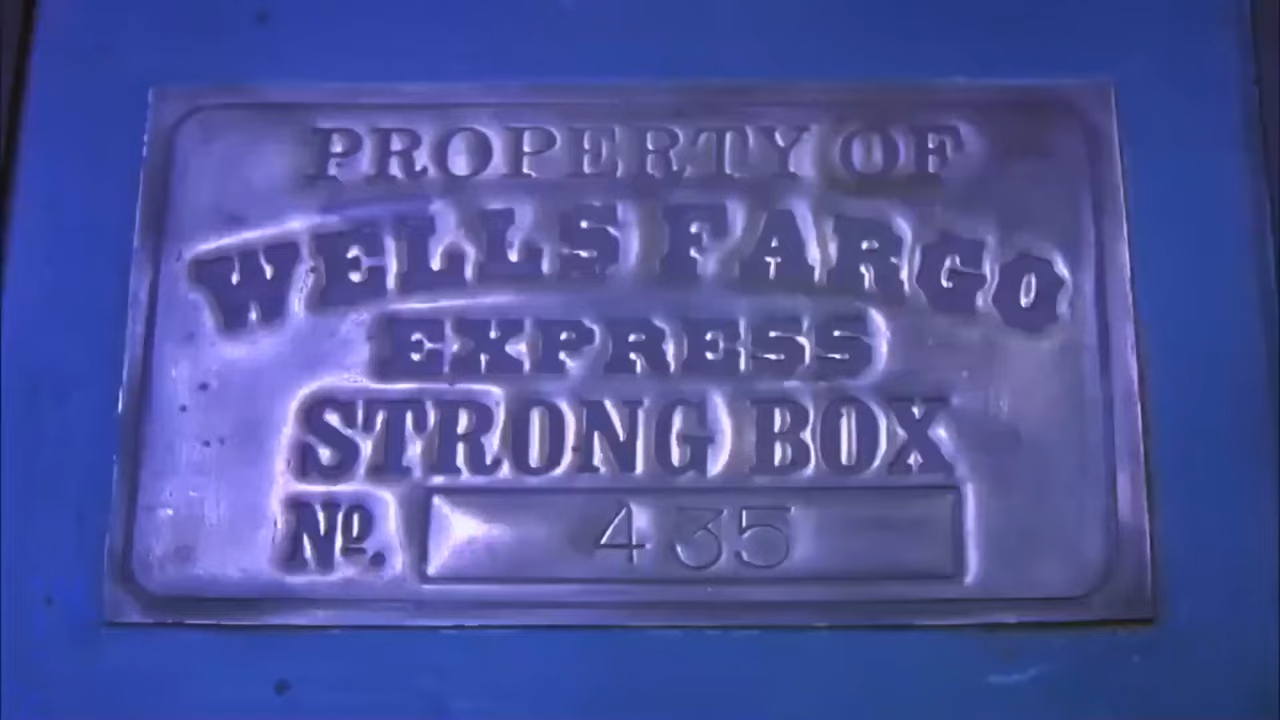 PROPERTY OF
WELLS FARGO
EXPRESS
STRONG BOX
Nº. 435